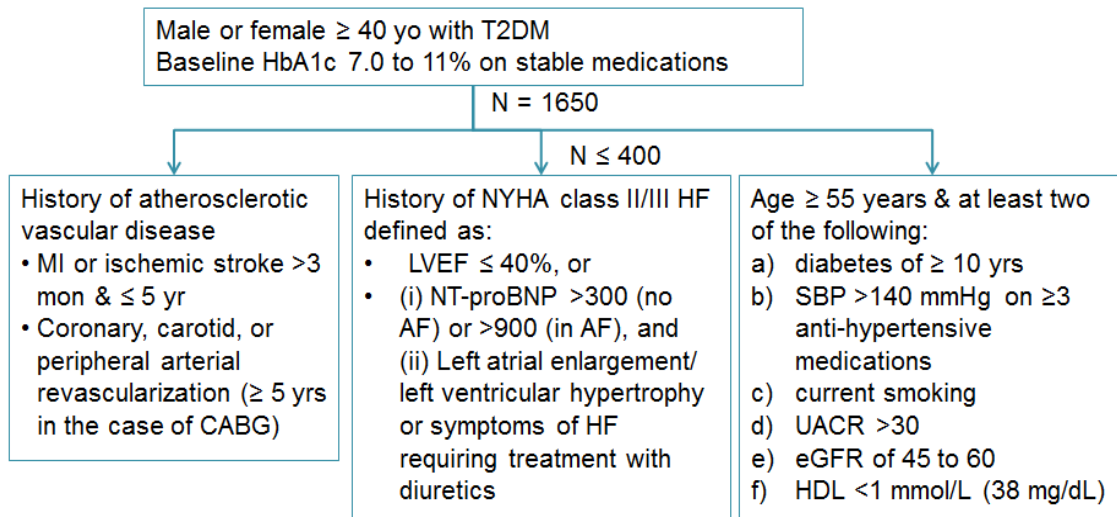 Male or female ≥ 40 yo with T2DM
Baseline HbA1c 7.0 to 11% on stable medications
N = 1650
N ≤ 400
History of atherosclerotic
vascular disease
• MI or ischemic stroke >3
mon & ≤ 5 yr
• Coronary, carotid, or
peripheral arterial
revascularization (≥ 5 yrs
in the case of CABG)
History of NYHA class II/III HF
defined as:
• LVEF ≤ 40%, or
• (i) NT-proBNP >300 (no
AF) or >900 (in AF), and
(ii) Left atrial enlargement/
left ventricular hypertrophy
or symptoms of HF
requiring treatment with
diuretics
Age ≥ 55 years & at least two
of the following:
a) diabetes of ≥ 10 yrs
b) SBP >140 mmHg on ≥3
anti-hypertensive
medications
c) current smoking
d) UACR >30
e) eGFR of 45 to 60
f) HDL <1 mmol/L (38 mg/dL)